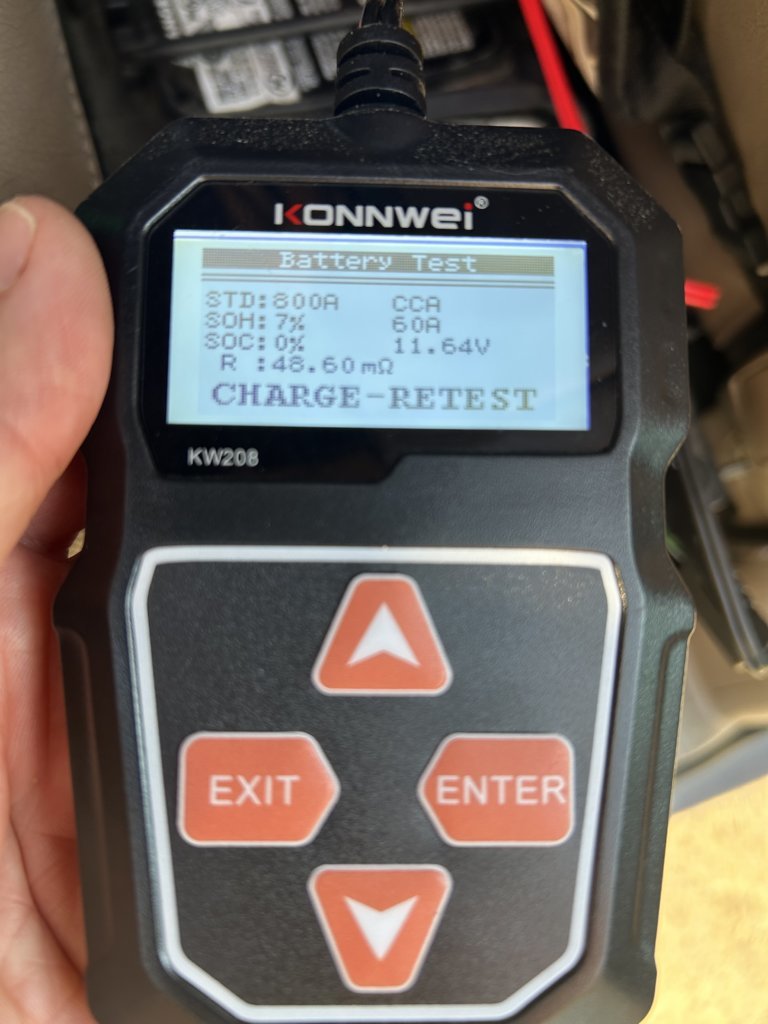 KONNWEI®
Battery Test
STD:800A CCA
SOH: 7% 60A
SOC: 0% 11.64V
R :48.60mΩ
CHARGE-RETEST
KW208
EXIT
ENTER